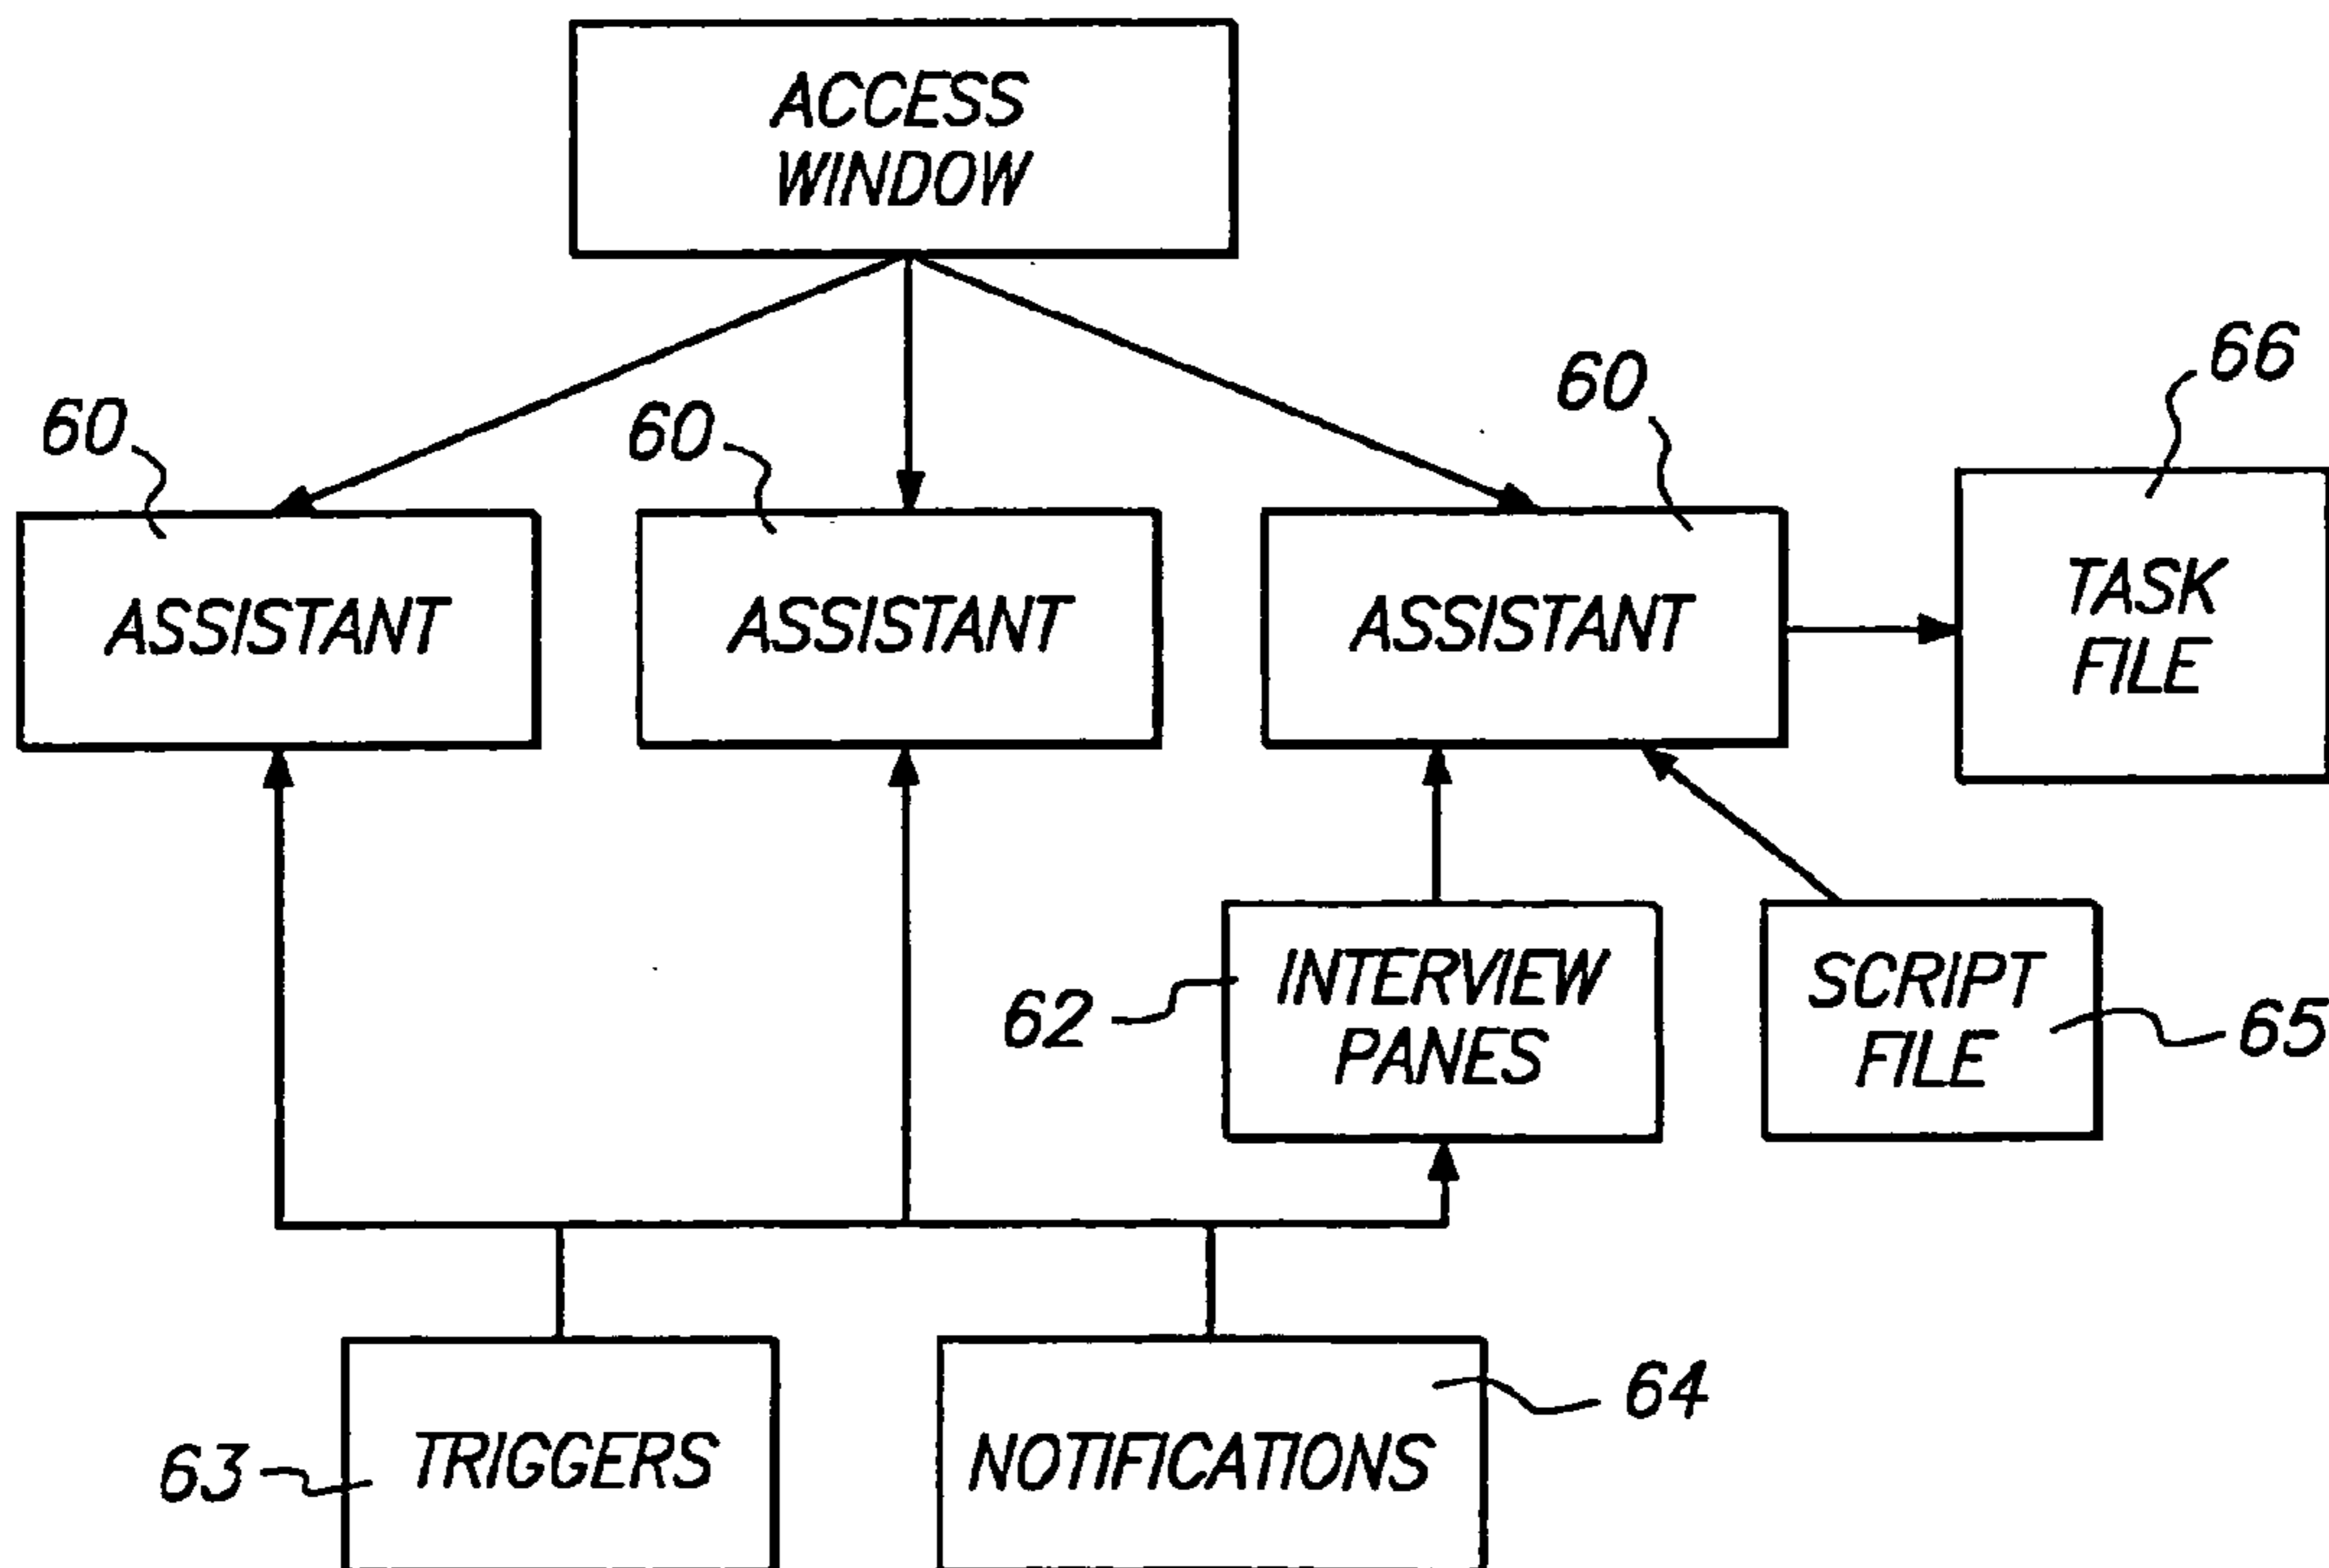 ACCESS
WINDOW
66
60
60
60
ASSISTANT
ASSISTANT
ASSISTANT
TASK
FILE
62
INTERVIEW
PANES
SCRIPT
FILE
65
63
TRIGGERS
NOTIFICATIONS
64